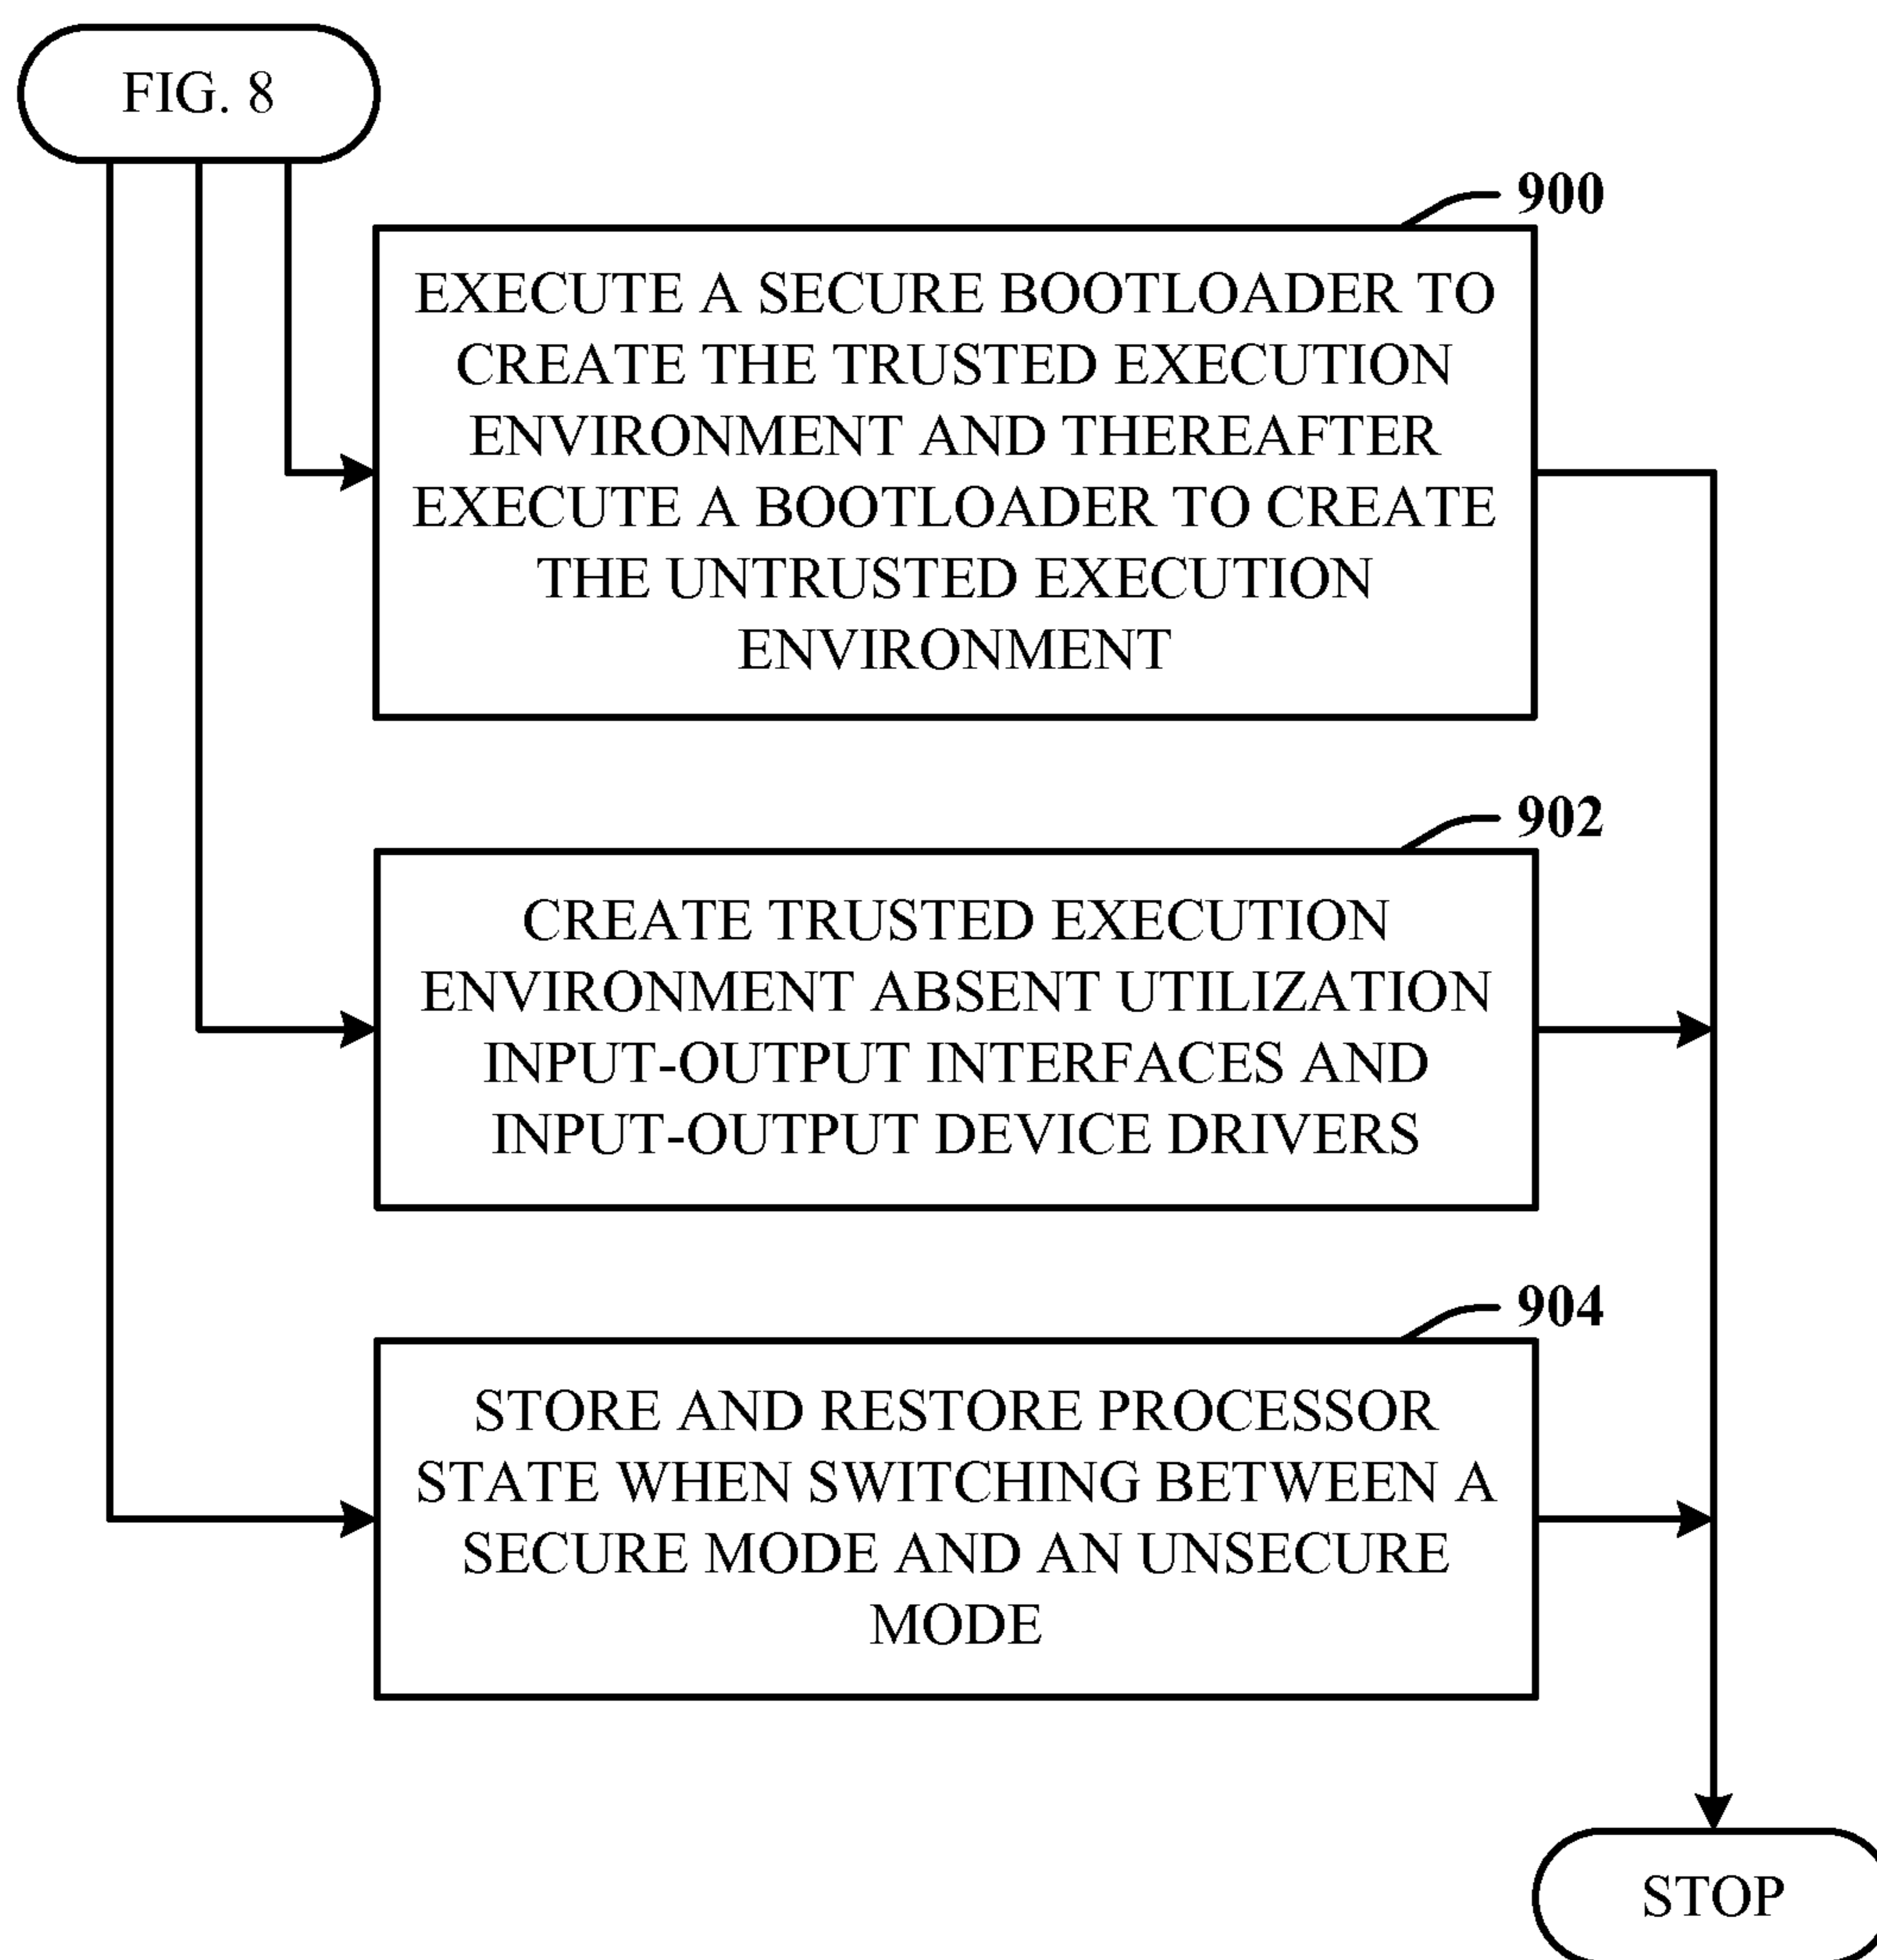 FIG. 8
900
EXECUTE A SECURE BOOTLOADER TO
CREATE THE TRUSTED EXECUTION
ENVIRONMENT AND THEREAFTER
EXECUTE A BOOTLOADER TO CREATE
THE UNTRUSTED EXECUTION
ENVIRONMENT
902
CREATE TRUSTED EXECUTION
ENVIRONMENT ABSENT UTILIZATION
INPUT-OUTPUT INTERFACES AND
INPUT-OUTPUT DEVICE DRIVERS
904
STORE AND RESTORE PROCESSOR
STATE WHEN SWITCHING BETWEEN A
SECURE MODE AND AN UNSECURE
MODE
STOP